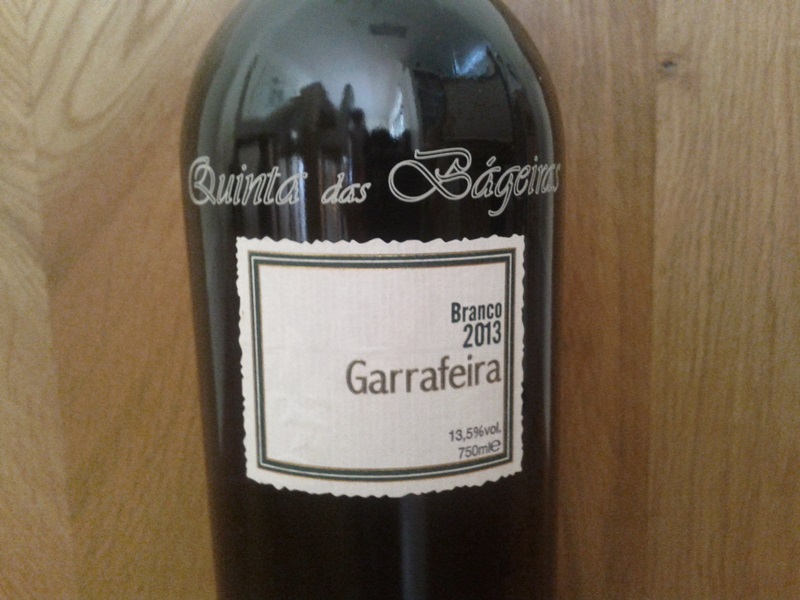 Quinta das Bágeiras
Branco
2013
Garrafeira
13,5%vol.
750ml℮